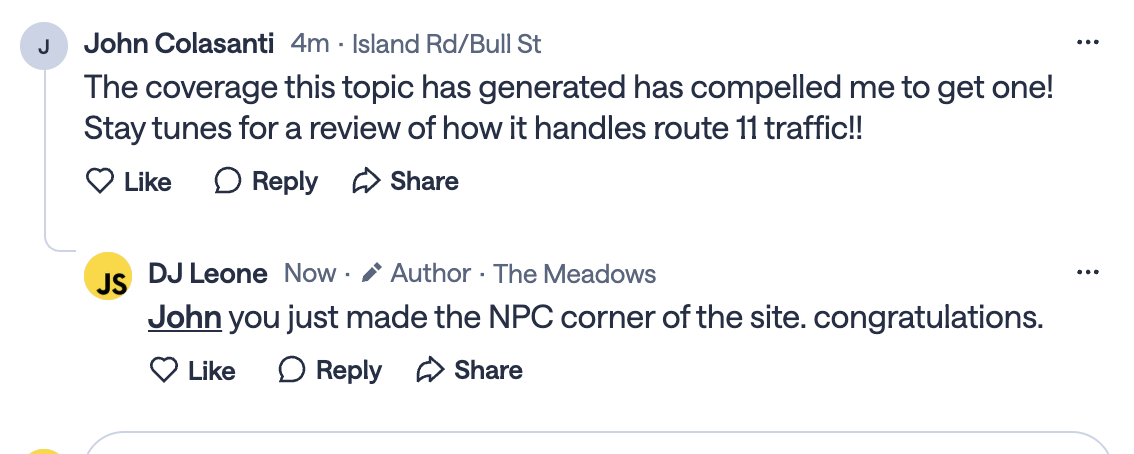 J
John Colasanti 4m · Island Rd/Bull St
The coverage this topic has generated has compelled me to get one!
Stay tunes for a review of how it handles route 11 traffic!!
Like Reply Share
JS
DJ Leone Now · Author · The Meadows
John you just made the NPC corner of the site. congratulations.
Like Reply Share